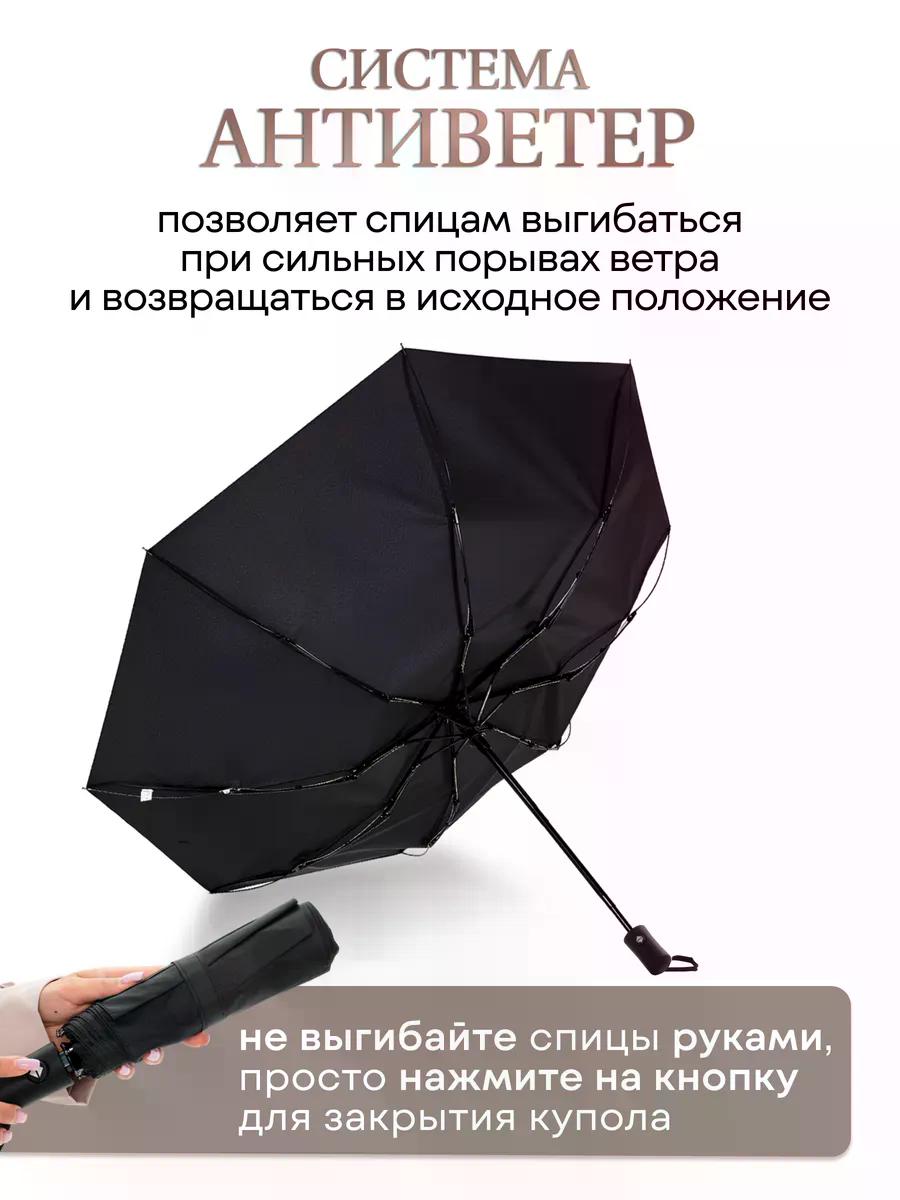 СИСТЕМА
АНТИВЕТЕР
позволяет спицам выгибаться
при сильных порывах ветра
и возвращаться в исходное положение
не выгибайте спицы руками,
просто нажмите на кнопку
для закрытия купола